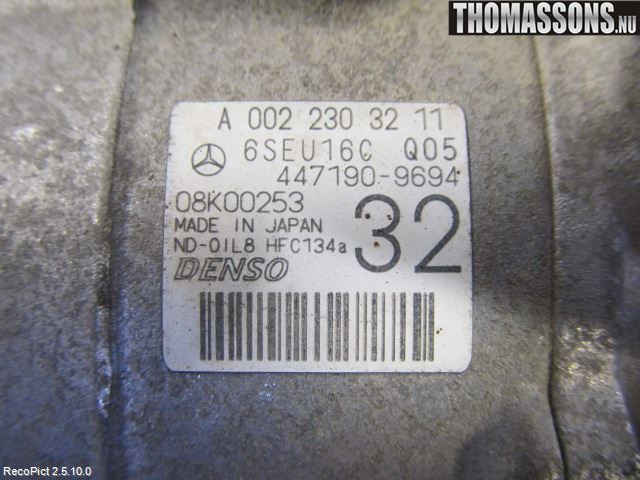 THOMASSONS.NU
A 002 230 32 11
6SEU16C Q05
447190-9694
08K00253
MADE IN JAPAN
ND-OIL8 HFC134a
32
DENSO
RecoPict 2.5.10.0